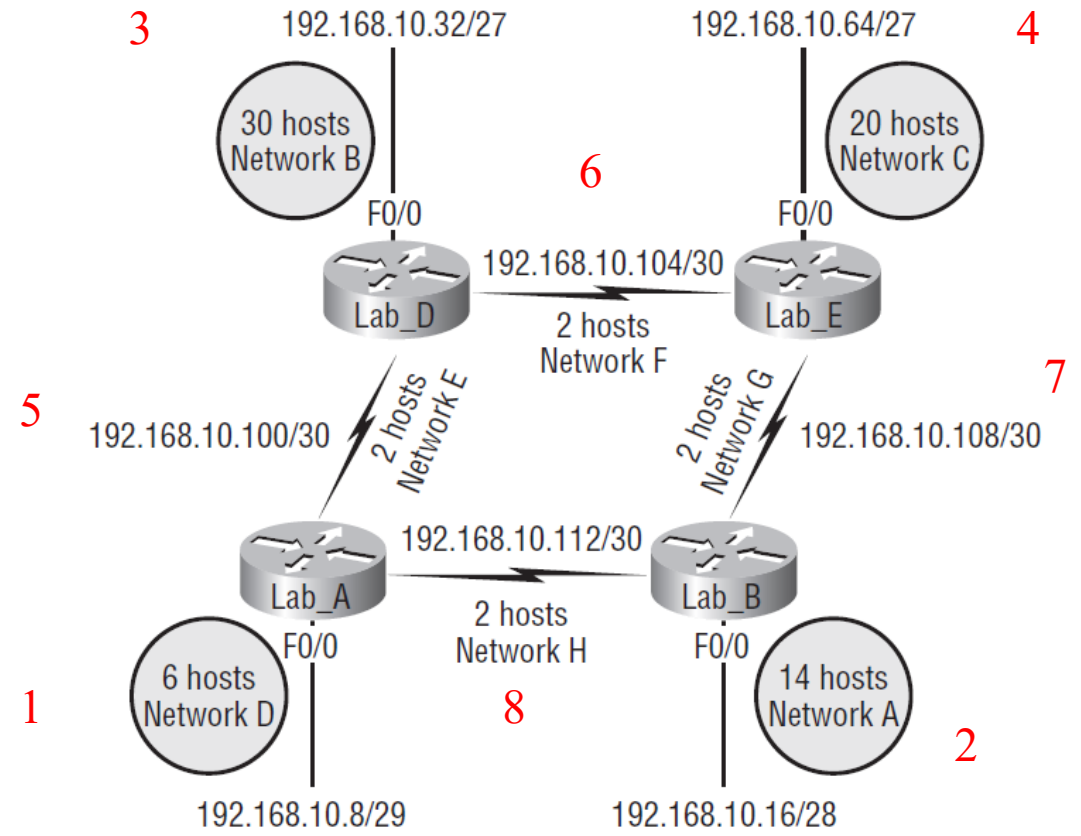 3
192.168.10.32/27
192.168.10.64/27
4
30 hosts
Network B
20 hosts
Network C
6
F0/0
F0/0
192.168.10.104/30
Lab_D
Lab_E
2 hosts
Network F
5
192.168.10.100/30
2 hosts
Network E
2 hosts
Network G
7
192.168.10.108/30
192.168.10.112/30
Lab_A
Lab_B
2 hosts
Network H
F0/0
F0/0
1
6 hosts
Network D
8
14 hosts
Network A
2
192.168.10.8/29
192.168.10.16/28